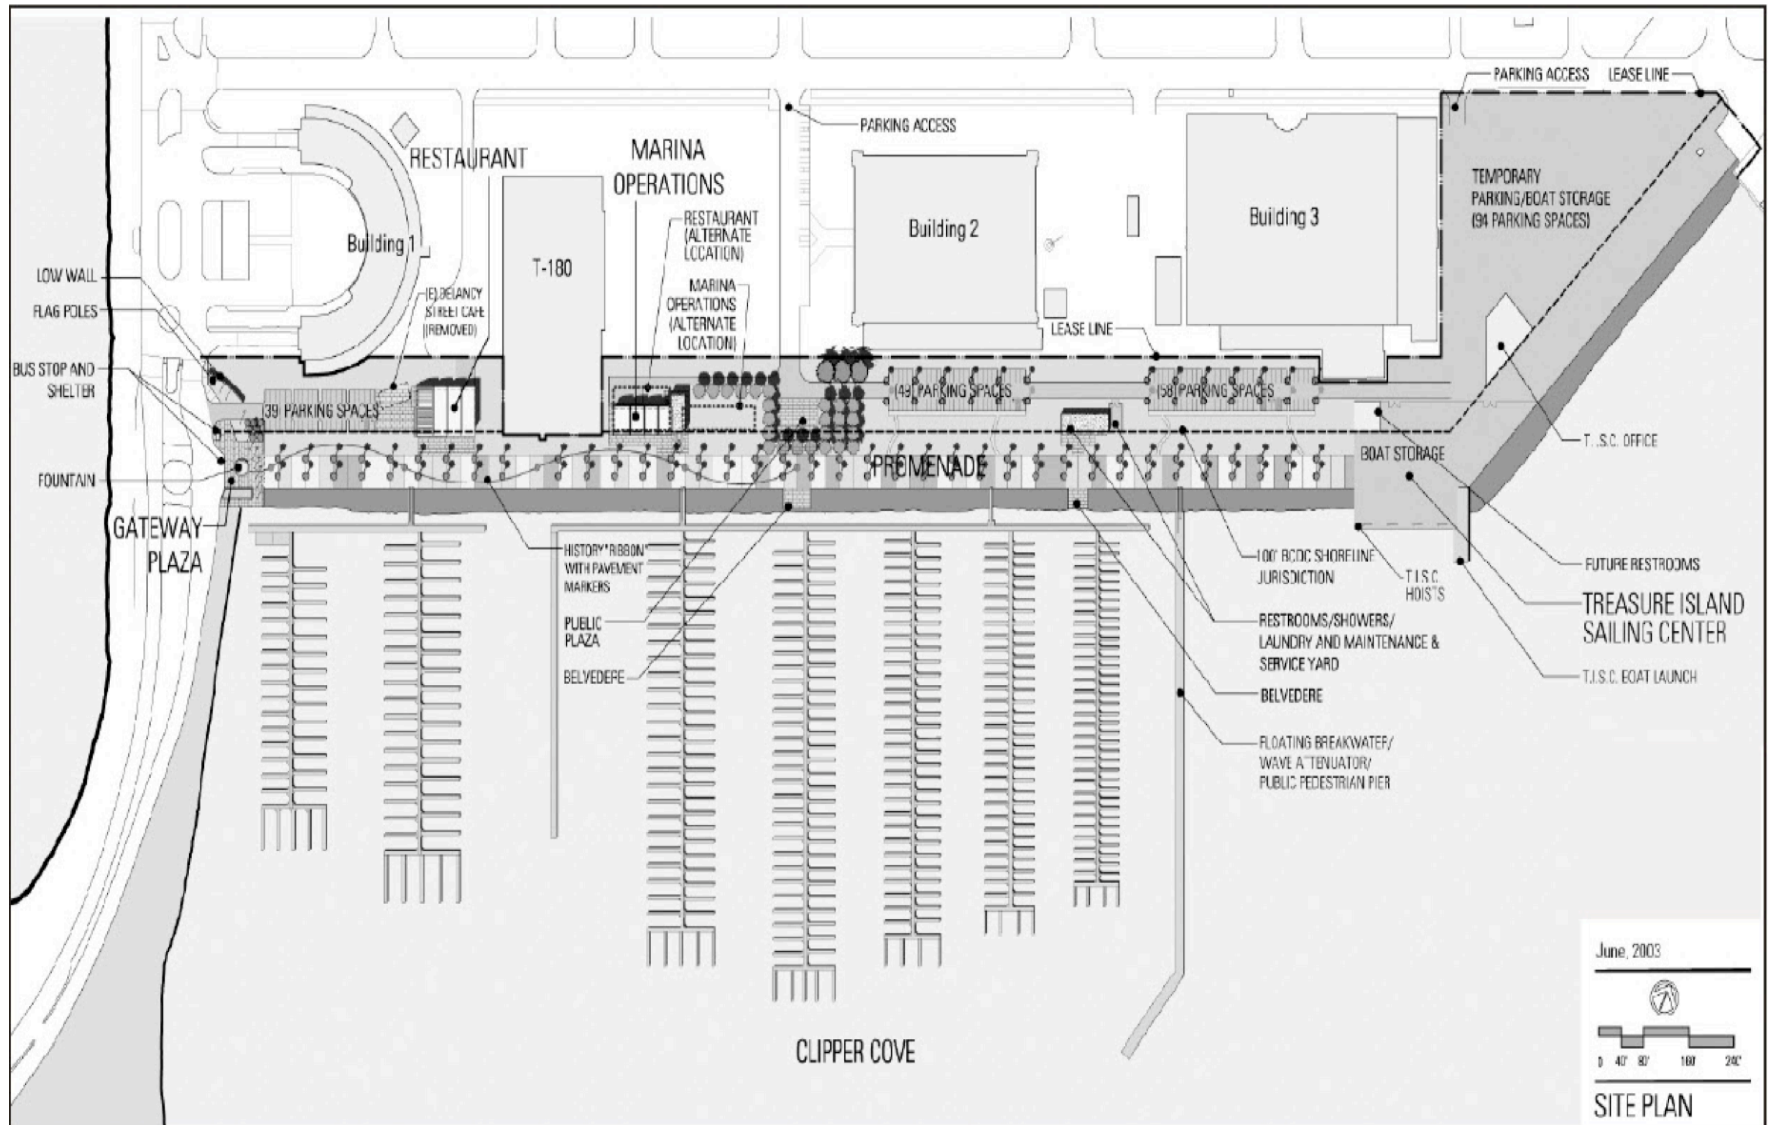 PARKING ACCESS
LEASE LINE
PARKING ACCESS
RESTAURANT
MARINA
OPERATIONS
TEMPORARY
PARKING/BOAT STORAGE
(94 PARKING SPACES)
RESTAURANT
(ALTERNATE
LOCATION)
Building 1
T-180
Building 2
Building 3
LOW WALL
FLAG POLES
(E) DELANCY
STREET CAFE
(REMOVED)
MARINA
OPERATIONS
(ALTERNATE
LOCATION)
LEASE LINE
BUS STOP AND
SHELTER
(39) PARKING SPACES
(49) PARKING SPACES
(58) PARKING SPACES
T.I.S.C. OFFICE
BOAT STORAGE
PROMENADE
FOUNTAIN
GATEWAY
PLAZA
HISTORY "RIBBON"
WITH PAVEMENT
MARKERS
100' BCDC SHORELINE
JURISDICTION
T.I.S.C.
HOISTS
FUTURE RESTROOMS
TREASURE ISLAND
SAILING CENTER
PUBLIC
PLAZA
RESTROOMS/SHOWERS/
LAUNDRY AND MAINTENANCE &
SERVICE YARD
BELVEDERE
T.I.S.C. BOAT LAUNCH
BELVEDERE
FLOATING BREAKWATER/
WAVE ATTENUATOR/
PUBLIC PEDESTRIAN PIER
CLIPPER COVE
June, 2003
0 40' 80' 160' 240'
SITE PLAN